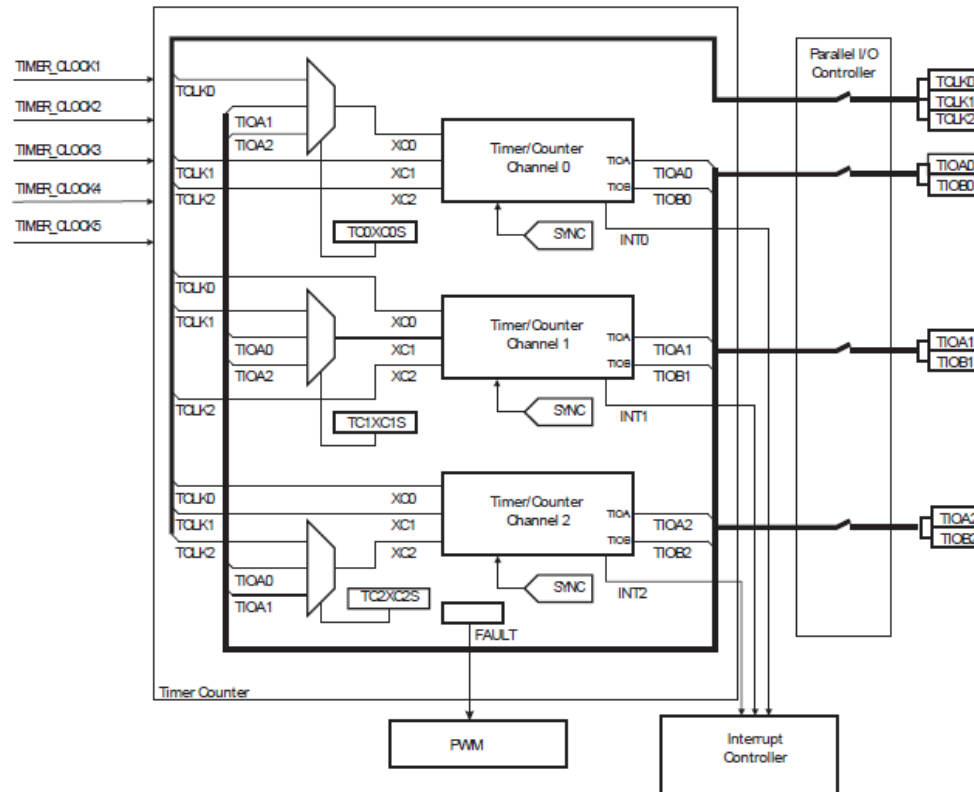 TIMER_CLOCK1
TIMER_CLOCK2
TIMER_CLOCK3
TIMER_CLOCK4
TIMER_CLOCK5
TCLK0
TIOA1
TIOA2
TCLK1
TCLK2
XC0
XC1
XC2
TC0XC0S
Timer/Counter
Channel 0
TIOA
TIOB
TIOA0
TIOB0
SYNC
INT0
TCLK0
TCLK1
TIOA0
TIOA2
TCLK2
XC0
XC1
XC2
TC1XC1S
Timer/Counter
Channel 1
TIOA
TIOB
TIOA1
TIOB1
SYNC
INT1
TCLK0
TCLK1
TCLK2
TIOA0
TIOA1
XC0
XC1
XC2
TC2XC2S
Timer/Counter
Channel 2
TIOA
TIOB
TIOA2
TIOB2
SYNC
INT2
FAULT
Timer Counter
PWM
Interrupt
Controller
Parallel I/O
Controller
TCLK0
TCLK1
TCLK2
TIOA0
TIOB0
TIOA1
TIOB1
TIOA2
TIOB2